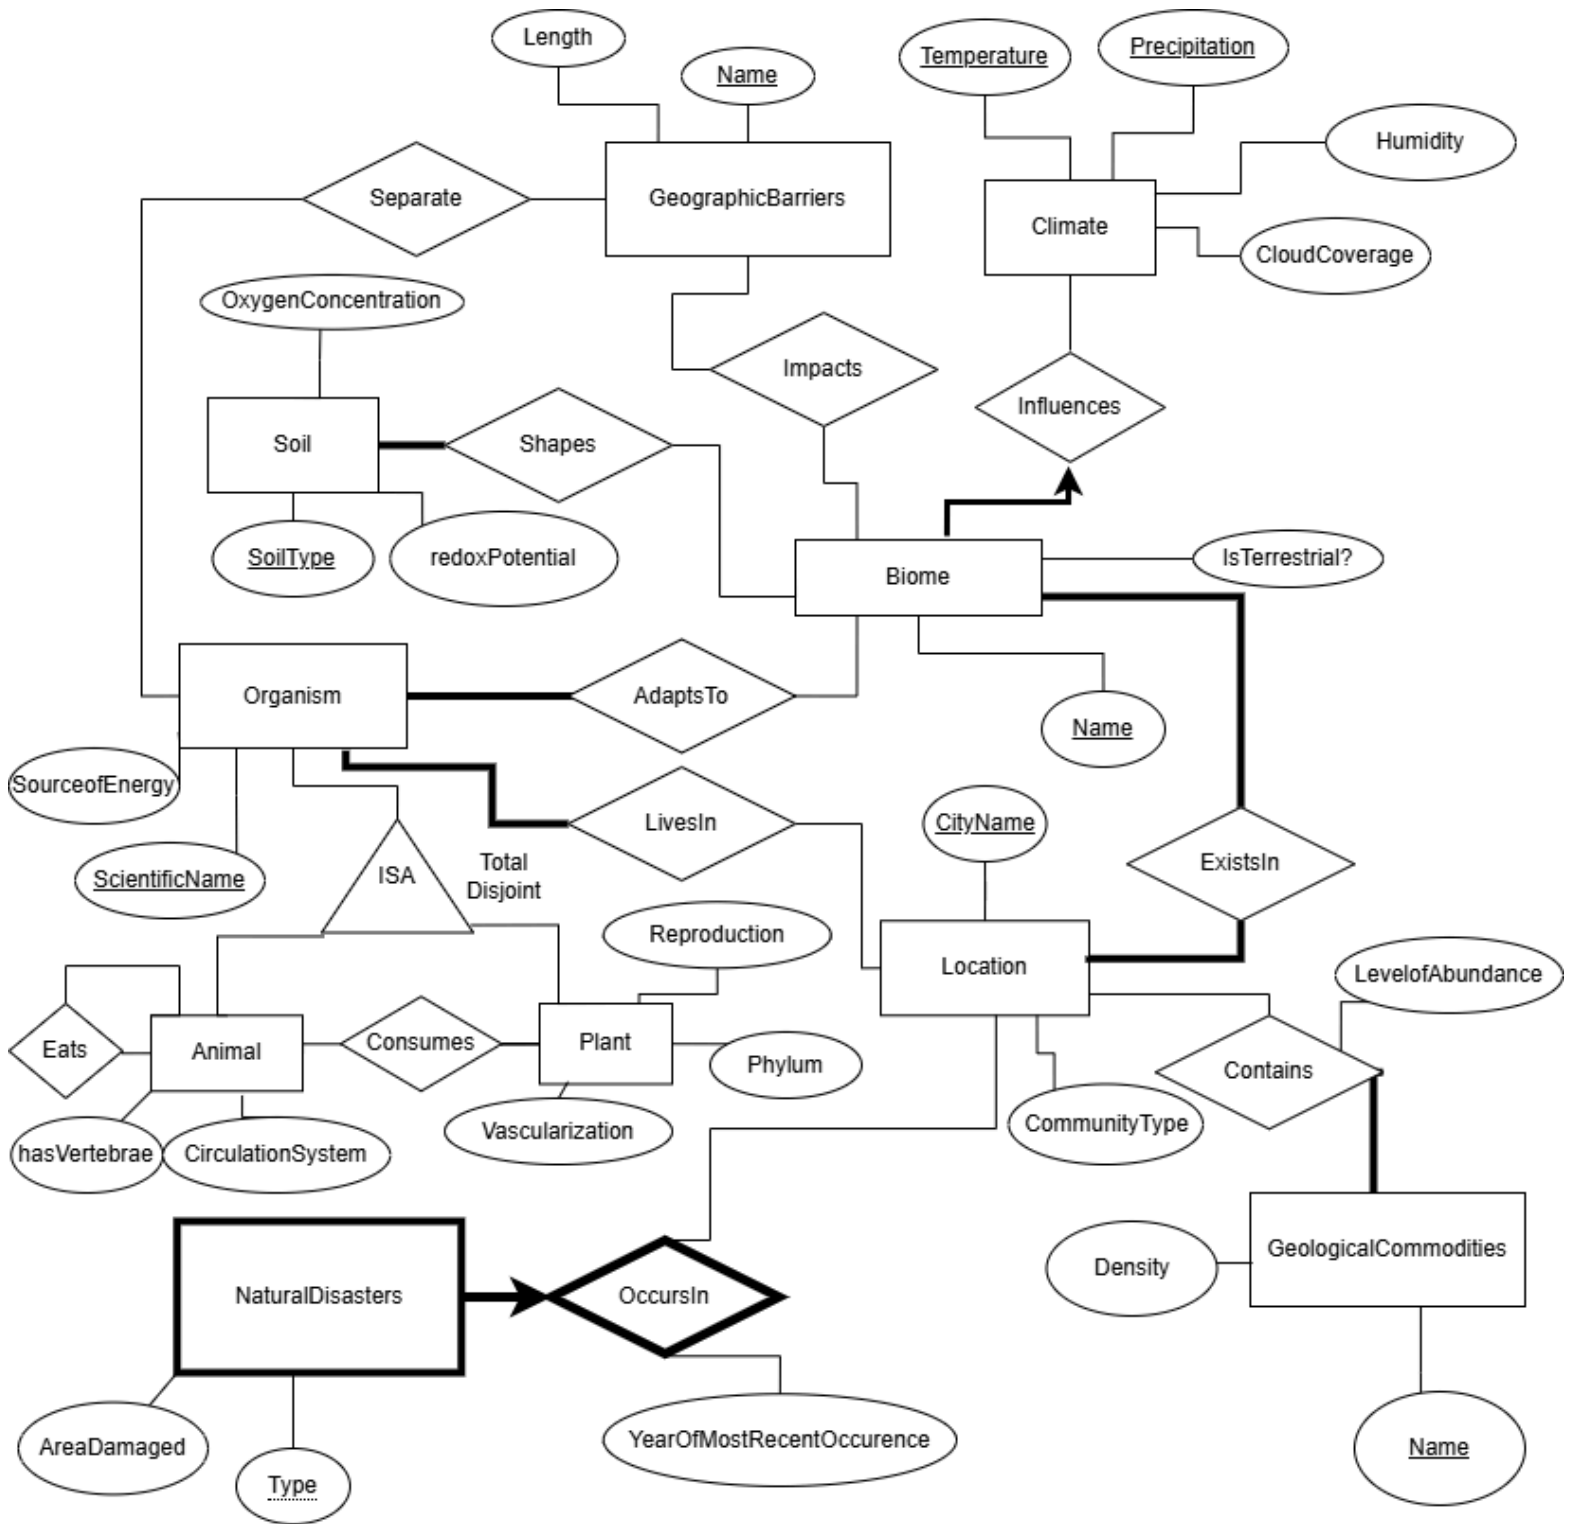 Length
Name
Temperature
Precipitation
Humidity
Separate
GeographicBarriers
Climate
CloudCoverage
OxygenConcentration
Impacts
Influences
Soil
Shapes
SoilType
redoxPotential
Biome
IsTerrestrial?
Organism
AdaptsTo
Name
SourceofEnergy
LivesIn
CityName
ScientificName
ISA
Total
Disjoint
ExistsIn
Reproduction
Location
LevelofAbundance
Eats
Animal
Consumes
Plant
Phylum
Contains
hasVertebrae
CirculationSystem
Vascularization
CommunityType
NaturalDisasters
OccursIn
Density
GeologicalCommodities
AreaDamaged
Type
YearOfMostRecentOccurence
Name